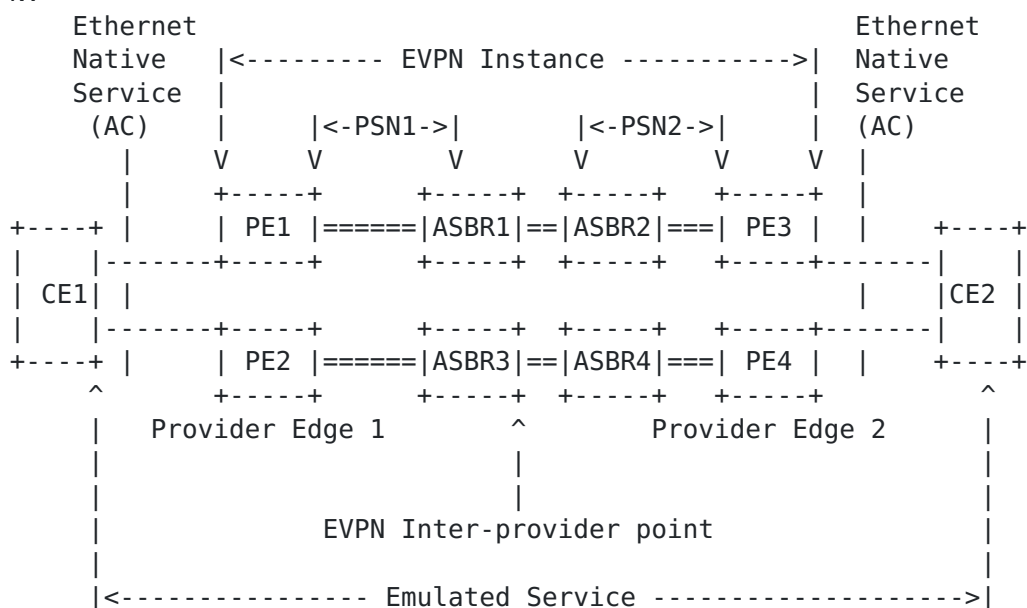 Ethernet Ethernet
Native |<--------- EVPN Instance ----------->| Native
Service | | Service
(AC) | |<-PSN1->| |<-PSN2->| | (AC)
| V V V V V V |
| +-----+ +-----+ +-----+ +-----+ |
+----+ | | PE1 |======|ASBR1|==|ASBR2|===| PE3 | | +----+
| |-------+-----+ +-----+ +-----+ +-----+-------| |
| CE1| | | |CE2 |
| |-------+-----+ +-----+ +-----+ +-----+-------| |
+----+ | | PE2 |======|ASBR3|==|ASBR4|===| PE4 | | +----+
^ +-----+ +-----+ +-----+ +-----+ ^
| Provider Edge 1 ^ Provider Edge 2 |
| | |
| | |
| EVPN Inter-provider point |
| |
|<---------------- Emulated Service -------------------->|